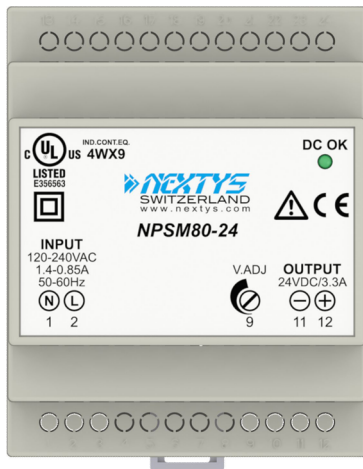 UL
C US
LISTED
E356563
IND.CONT.EQ.
4WX9
DC OK
NEXTYS
SWITZERLAND
www.nextys.com
CE
NPSM80-24
INPUT
120-240VAC
1.4-0.85A
50-60Hz
N L
1 2
V.ADJ
9
OUTPUT
24VDC/3.3A
− +
11 12